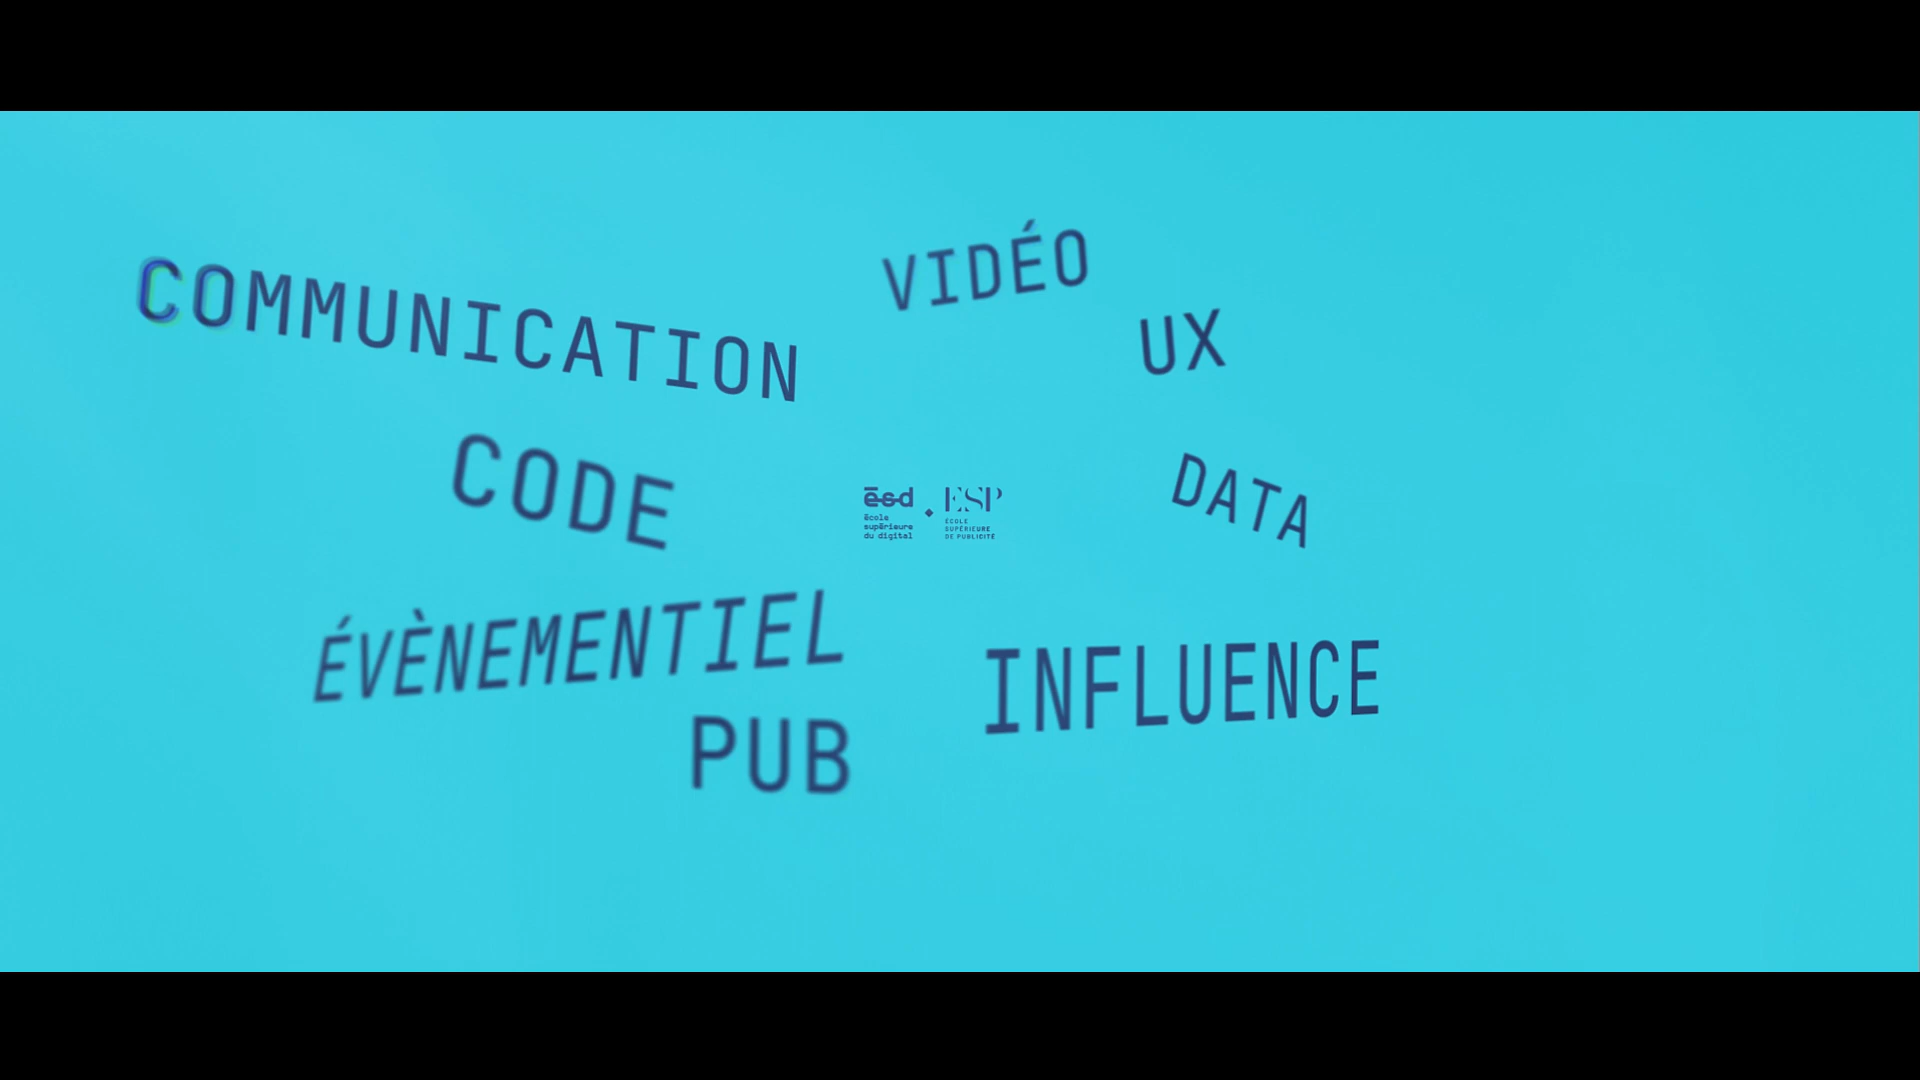 COMMUNICATION
VIDÉO
UX
CODE
DATA
ēsd
école
supérieure
du digital
ESP
ÉCOLE
SUPÉRIEURE
DE PUBLICITÉ
ÉVÈNEMENTIEL
INFLUENCE
PUB